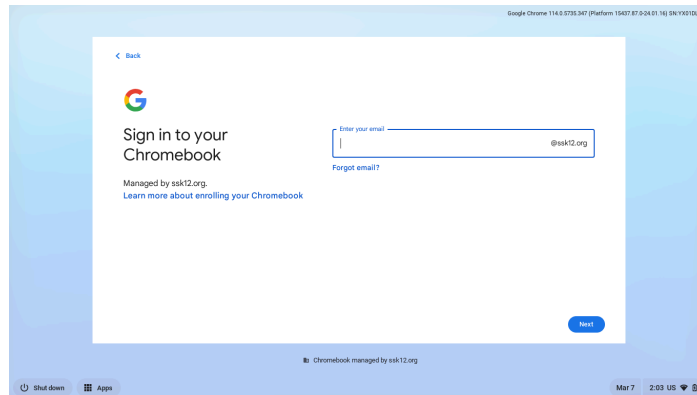 Google Chrome 114.0.5735.347 (Platform 15437.87.0-24.01.16) SN:YX01D
Back
Sign in to your
Chromebook
Enter your email
@ssk12.org
Forgot email?
Managed by ssk12.org.
Learn more about enrolling your Chromebook
Next
Chromebook managed by ssk12.org
Shut down
Apps
Mar 7
2:03 US